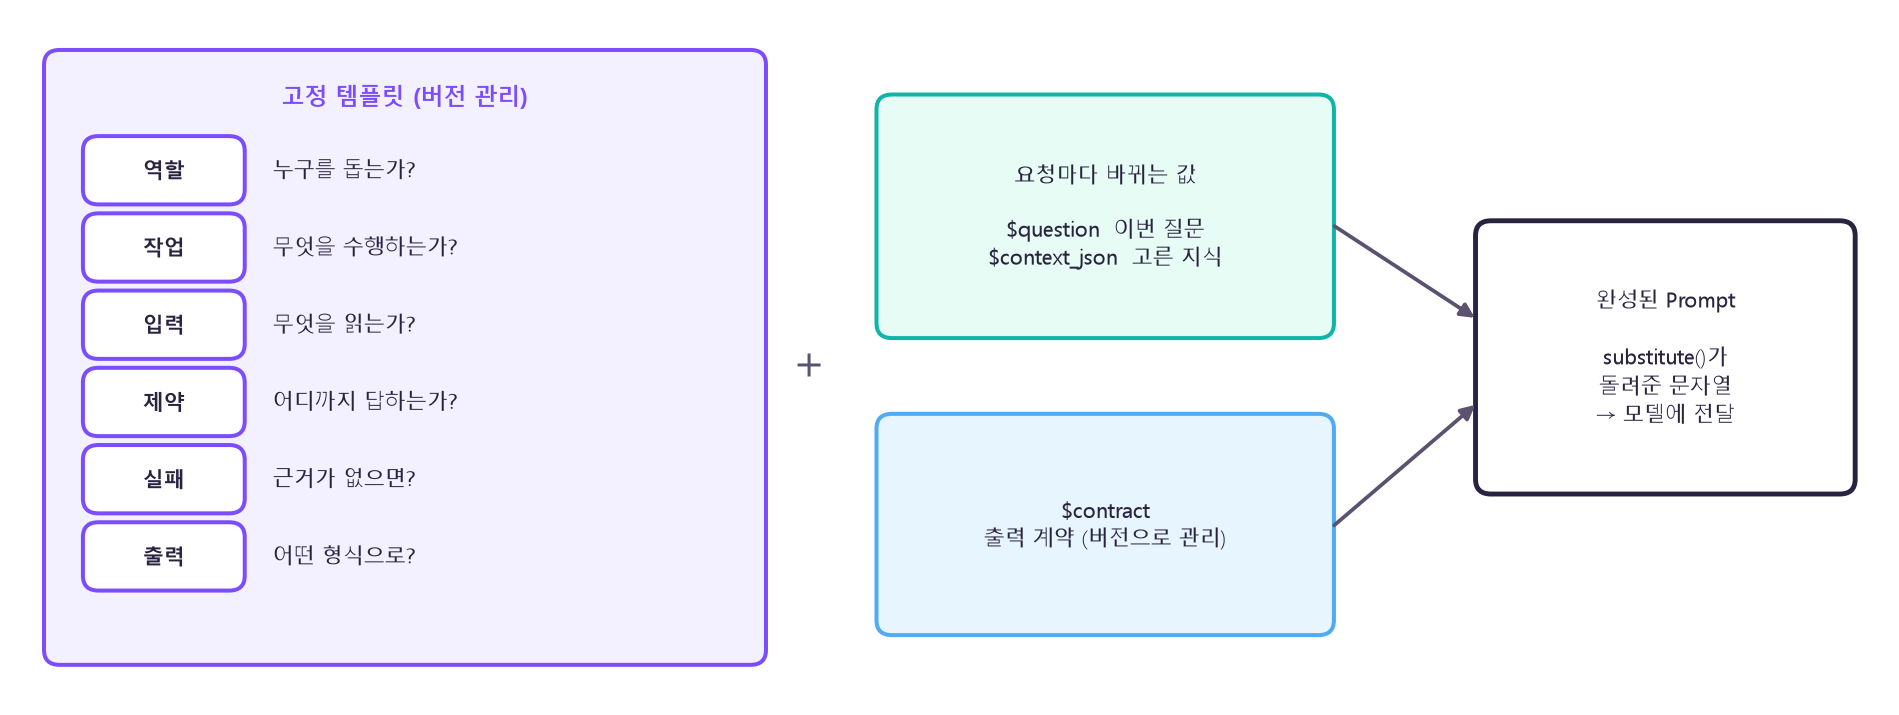 고정 템플릿 (버전 관리)
역할 누구를 돕는가?
작업 무엇을 수행하는가?
입력 무엇을 읽는가?
제약 어디까지 답하는가?
실패 근거가 없으면?
출력 어떤 형식으로?
+
요청마다 바뀌는 값
$question 이번 질문
$context_json 고른 지식
$contract
출력 계약 (버전으로 관리)
완성된 Prompt
substitute()가
돌려준 문자열
→ 모델에 전달